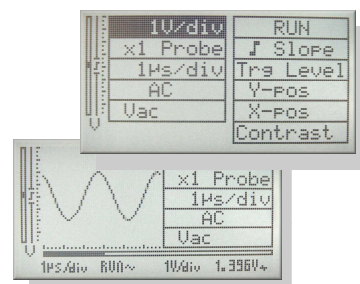 1V/div RUN
x1 Probe Slope
1µs/div Trg Level
AC Y-pos
Vac X-pos
Contrast
x1 Probe
1µs/div
AC
Vac
1µs/div RUN~ 1V/div 1.396V~